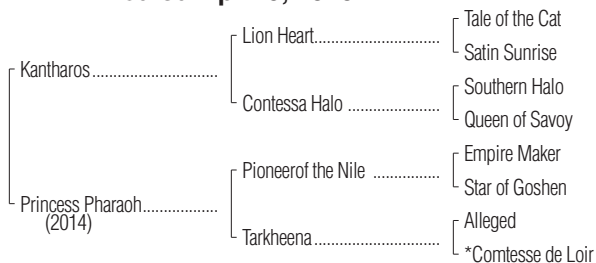 Kantharos
Lion Heart
Tale of the Cat
Satin Sunrise
Contessa Halo
Southern Halo
Queen of Savoy
Princess Pharaoh
(2014)
Pioneerof the Nile
Empire Maker
Star of Goshen
Tarkheena
Alleged
*Comtesse de Loir